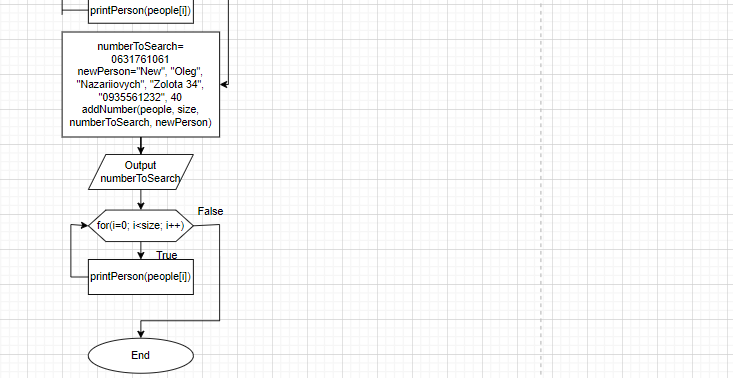 printPerson(people[i])
numberToSearch=
0631761061
newPerson="New", "Oleg",
"Nazariiovych", "Zolota 34",
"0935561232", 40
addNumber(people, size,
numberToSearch, newPerson)
Output
numberToSearch
False
for(i=0; i<size; i++)
True
printPerson(people[i])
End